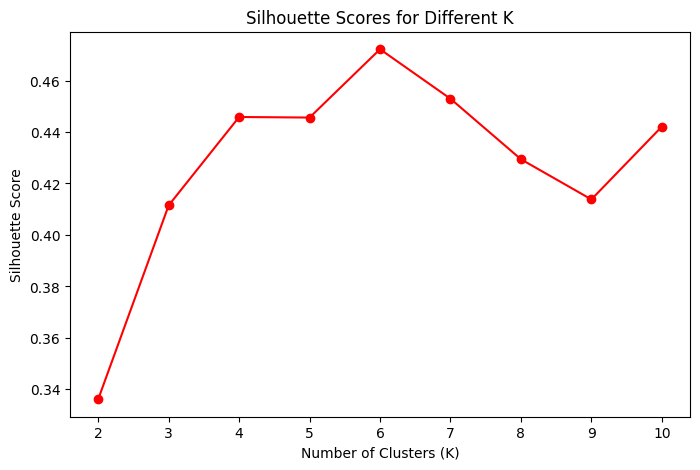 Silhouette Scores for Different K
0.46
0.44
0.42
0.40
0.38
0.36
0.34
Silhouette Score
2 3 4 5 6 7 8 9 10
Number of Clusters (K)